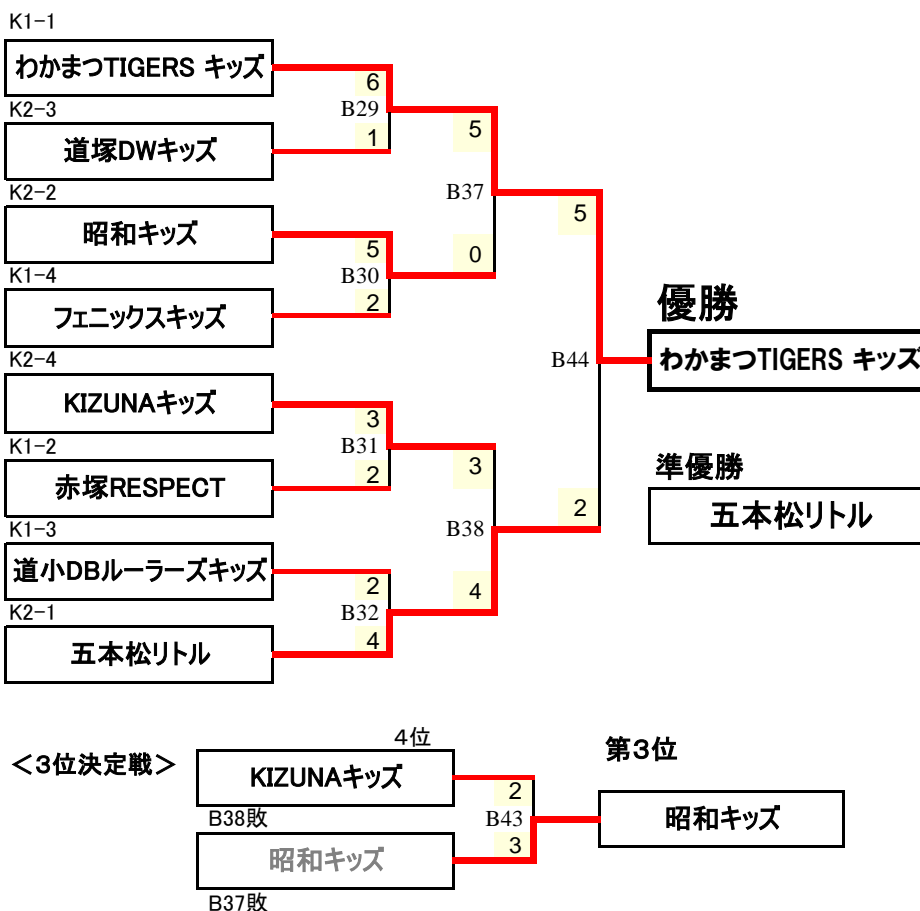 K1-1
わかまつTIGERS キッズ
6
B29
K2-3
1
道塚DWキッズ
5
B37
K2-2
昭和キッズ
5
B30
0
K1-4
2
フェニックスキッズ
5
優勝
わかまつTIGERS キッズ
B44
K2-4
KIZUNAキッズ
3
B31
K1-2
2
赤塚RESPECT
3
B38
2
準優勝
五本松リトル
K1-3
道小DBルーラーズキッズ
2
B32
4
K2-1
4
五本松リトル
<3位決定戦>
4位
KIZUNAキッズ
2
B38敗
B43
3
昭和キッズ
B37敗
第3位
昭和キッズ